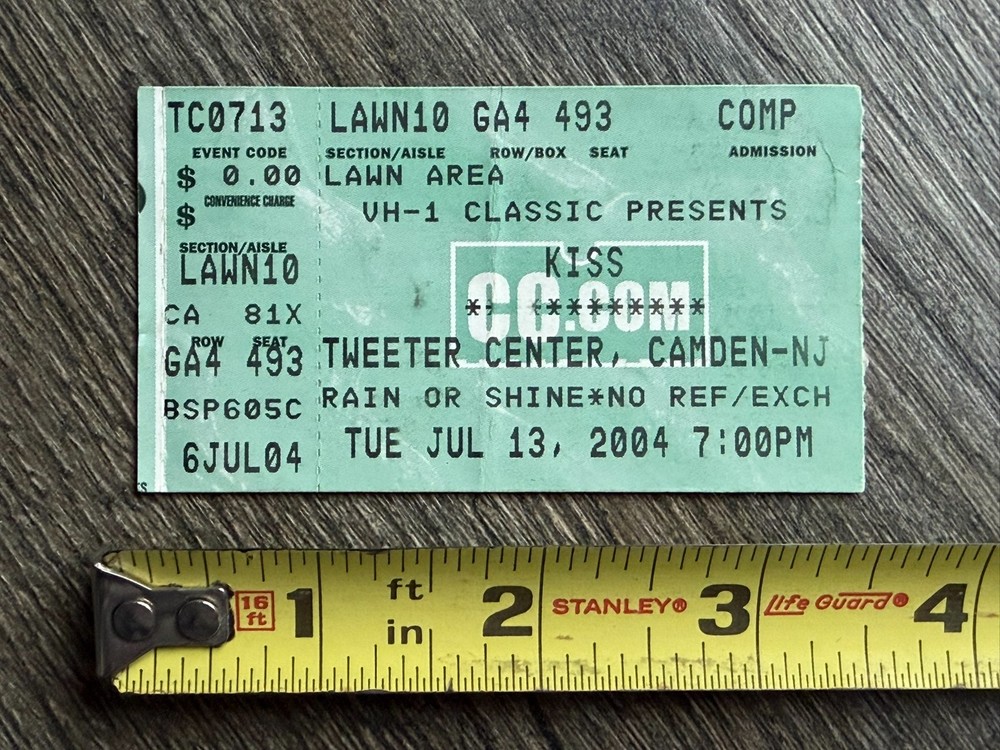 TC0713 LAWN10 GA4 493 COMP
EVENT CODE SECTION/AISLE ROW/BOX SEAT ADMISSION
$ 0.00 LAWN AREA
CONVENIENCE CHARGE
$ VH-1 CLASSIC PRESENTS
SECTION/AISLE
LAWN10 KISS
CC.COM
CA 81X * *********
ROW SEAT
GA4 493 TWEETER CENTER, CAMDEN-NJ
BSP605C RAIN OR SHINE*NO REF/EXCH
6JUL04 TUE JUL 13, 2004 7:00PM
16 ft
1 ft in 2 STANLEY® 3 Life Guard® 4